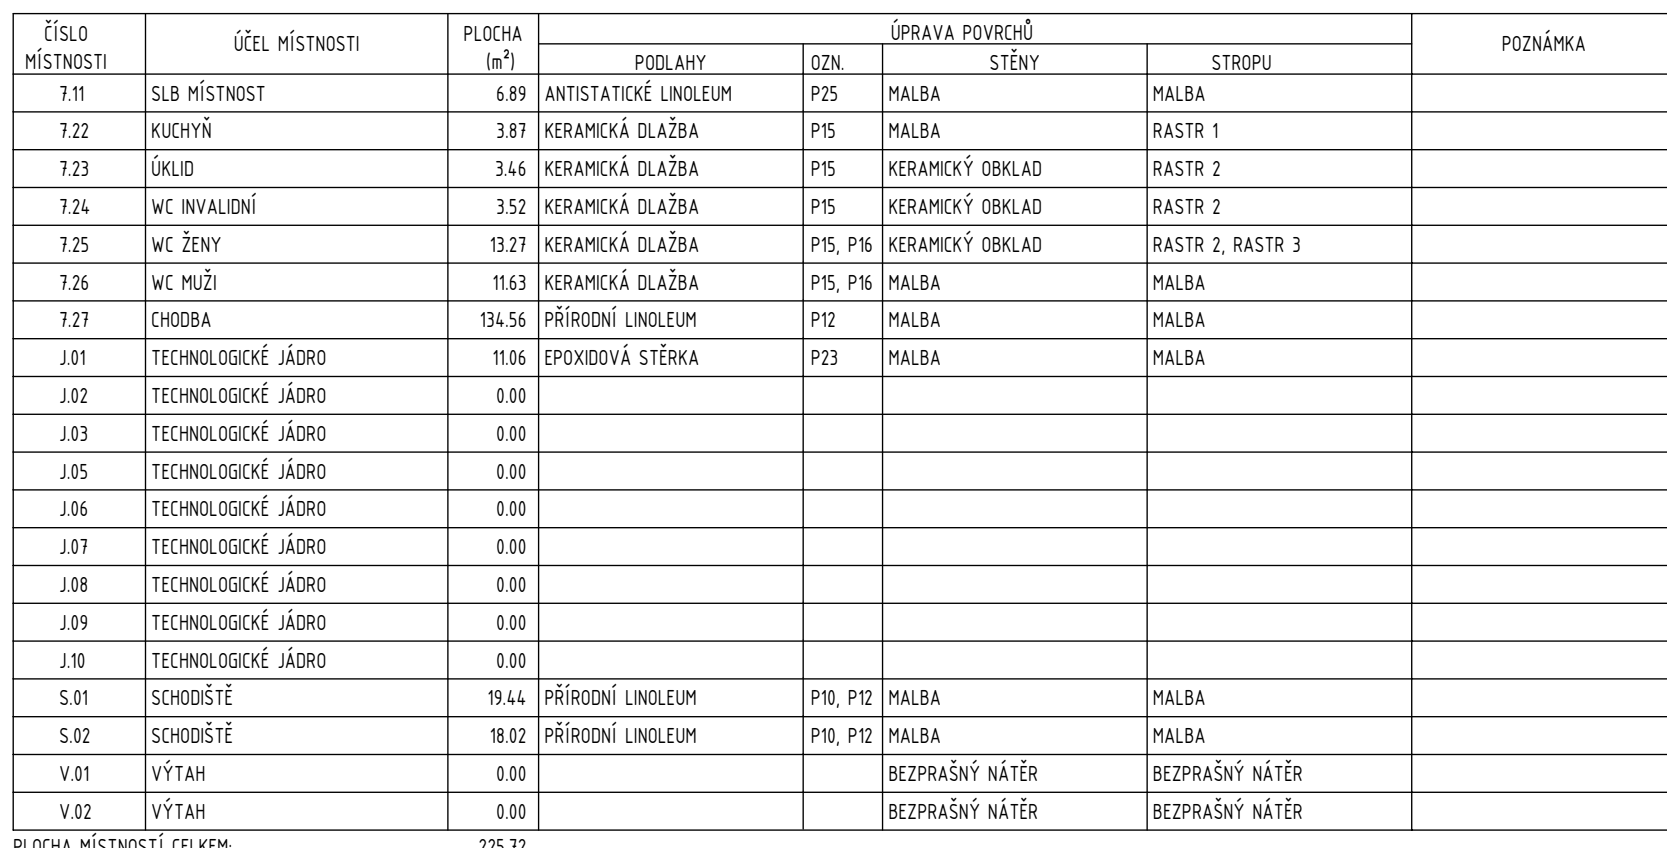 ČÍSLO MÍSTNOSTI ÚČEL MÍSTNOSTI PLOCHA (m²) ÚPRAVA POVRCHŮ POZNÁMKA
PODLAHY OZN. STĚNY STROPU
7.11 SLB MÍSTNOST 6.89 ANTISTATICKÉ LINOLEUM P25 MALBA MALBA
7.22 KUCHYŇ 3.87 KERAMICKÁ DLAŽBA P15 MALBA RASTR 1
7.23 ÚKLID 3.46 KERAMICKÁ DLAŽBA P15 KERAMICKÝ OBKLAD RASTR 2
7.24 WC INVALIDNÍ 3.52 KERAMICKÁ DLAŽBA P15 KERAMICKÝ OBKLAD RASTR 2
7.25 WC ŽENY 13.27 KERAMICKÁ DLAŽBA P15, P16 KERAMICKÝ OBKLAD RASTR 2, RASTR 3
7.26 WC MUŽI 11.63 KERAMICKÁ DLAŽBA P15, P16 MALBA MALBA
7.27 CHODBA 134.56 PŘÍRODNÍ LINOLEUM P12 MALBA MALBA
J.01 TECHNOLOGICKÉ JÁDRO 11.06 EPOXIDOVÁ STĚRKA P23 MALBA MALBA
J.02 TECHNOLOGICKÉ JÁDRO 0.00
J.03 TECHNOLOGICKÉ JÁDRO 0.00
J.05 TECHNOLOGICKÉ JÁDRO 0.00
J.06 TECHNOLOGICKÉ JÁDRO 0.00
J.07 TECHNOLOGICKÉ JÁDRO 0.00
J.08 TECHNOLOGICKÉ JÁDRO 0.00
J.09 TECHNOLOGICKÉ JÁDRO 0.00
J.10 TECHNOLOGICKÉ JÁDRO 0.00
S.01 SCHODIŠTĚ 19.44 PŘÍRODNÍ LINOLEUM P10, P12 MALBA MALBA
S.02 SCHODIŠTĚ 18.02 PŘÍRODNÍ LINOLEUM P10, P12 MALBA MALBA
V.01 VÝTAH 0.00 BEZPRAŠNÝ NÁTĚR BEZPRAŠNÝ NÁTĚR
V.02 VÝTAH 0.00 BEZPRAŠNÝ NÁTĚR BEZPRAŠNÝ NÁTĚR
PLOCHA MÍSTNOSTÍ CELKEM: 225.72